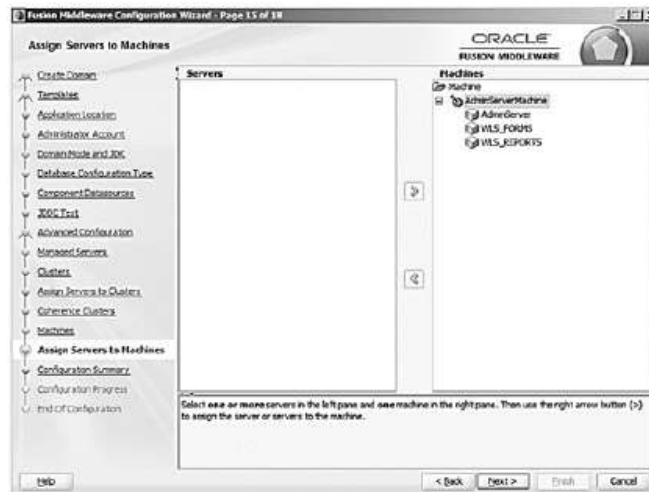 Fusion Middleware Configuration Wizard - Page 15 of 18
Assign Servers to Machines
ORACLE
FUSION MIDDLEWARE
Create Domain
Templates
Application Location
Administrator Account
Domain Mode and JDK
Database Configuration Type
Component Datasources
JDBC Test
Advanced Configuration
Managed Servers
Clusters
Assign Servers to Clusters
Coherence Clusters
Machines
Assign Servers to Machines
Configuration Summary
Configuration Progress
End Of Configuration
Servers
Machines
Machine
AdminServerMachine
AdminServer
WLS_FORMS
WLS_REPORTS
Select one or more servers in the left pane and one machine in the right pane. Then use the right arrow button (>)
to assign the server or servers to the machine.
Help
< Back
Next >
Finish
Cancel